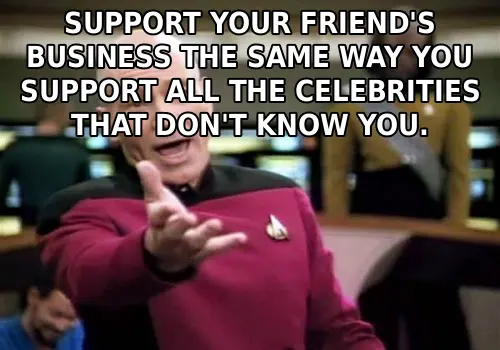 SUPPORT YOUR FRIEND'S
BUSINESS THE SAME WAY YOU
SUPPORT ALL THE CELEBRITIES
THAT DON'T KNOW YOU.